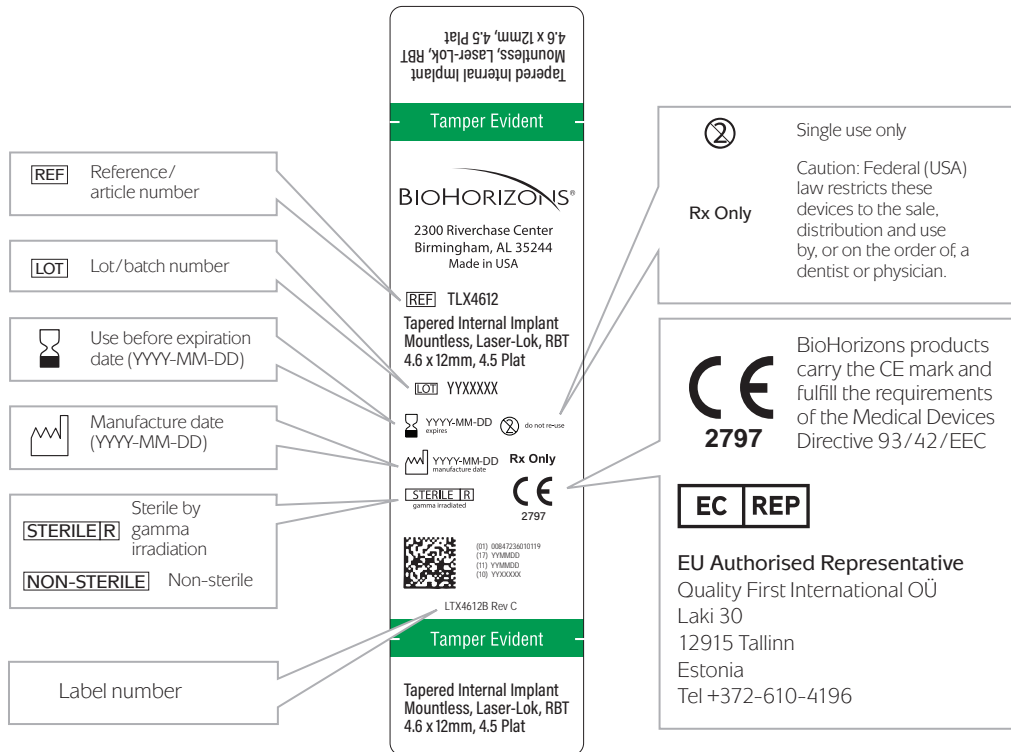 Tapered Internal Implant
Mountless, Laser-Lok, RBT
4.6 x 12mm, 4.5 Plat
Tamper Evident
BIOHORIZONS®
2300 Riverchase Center
Birmingham, AL 35244
Made in USA
REF TLX4612
Tapered Internal Implant
Mountless, Laser-Lok, RBT
4.6 x 12mm, 4.5 Plat
LOT YYXXXXX
YYYY-MM-DD
expires
2 do not re-use
YYYY-MM-DD
manufacture date
Rx Only
STERILE R
gamma irradiated
CE
2797
(01) 00847236010119
(17) YYMMDD
(11) YYMMDD
(10) YYXXXXX
LTX4612B Rev C
Tamper Evident
Tapered Internal Implant
Mountless, Laser-Lok, RBT
4.6 x 12mm, 4.5 Plat
REF Reference/
article number
LOT Lot/batch number
Use before expiration
date (YYYY-MM-DD)
Manufacture date
(YYYY-MM-DD)
STERILE R Sterile by
gamma
irradiation
NON-STERILE Non-sterile
Label number
2 Single use only
Rx Only
Caution: Federal (USA)
law restricts these
devices to the sale,
distribution and use
by, or on the order of, a
dentist or physician.
CE
2797
BioHorizons products
carry the CE mark and
fulfill the requirements
of the Medical Devices
Directive 93/42/EEC
EC REP
EU Authorised Representative
Quality First International OÜ
Laki 30
12915 Tallinn
Estonia
Tel +372-610-4196